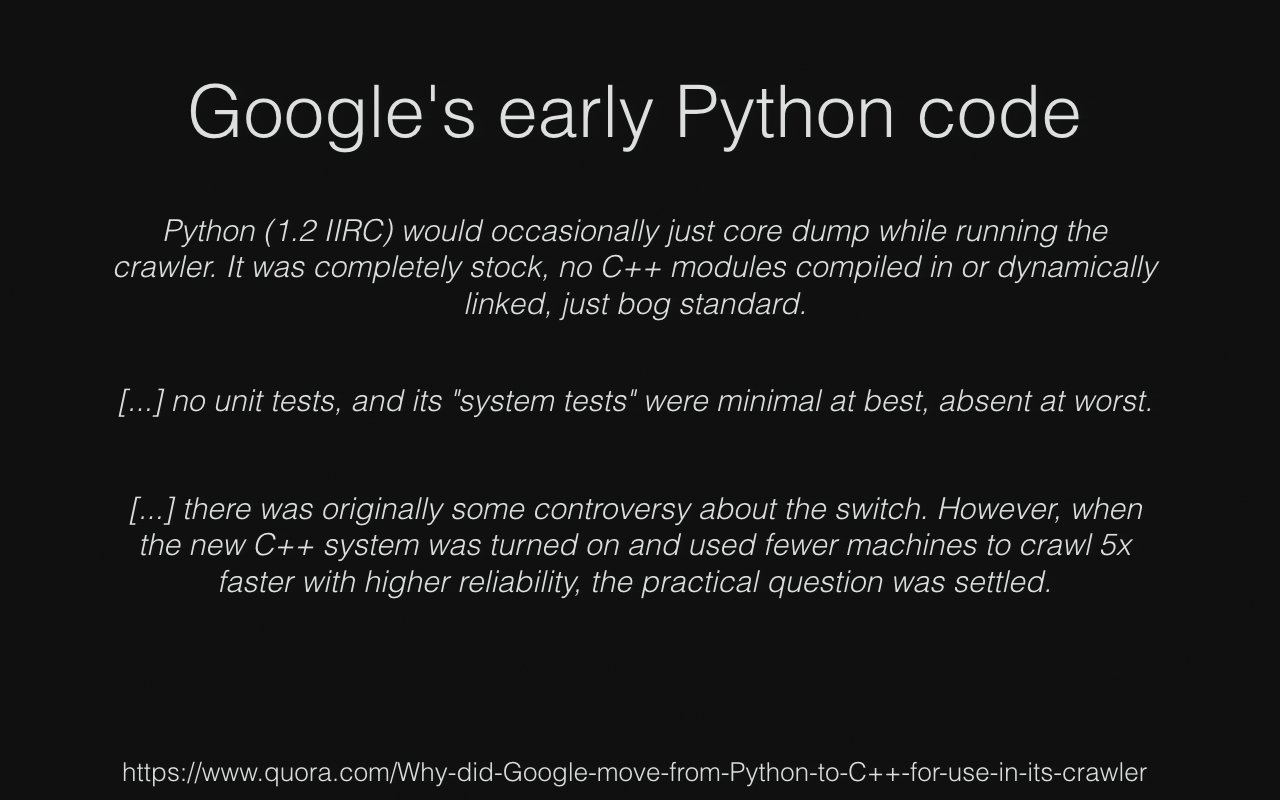 Google's early Python code
Python (1.2 IIRC) would occasionally just core dump while running the
crawler. It was completely stock, no C++ modules compiled in or dynamically
linked, just bog standard.
[...] no unit tests, and its "system tests" were minimal at best, absent at worst.
[...] there was originally some controversy about the switch. However, when
the new C++ system was turned on and used fewer machines to crawl 5x
faster with higher reliability, the practical question was settled.
https://www.quora.com/Why-did-Google-move-from-Python-to-C++-for-use-in-its-crawler